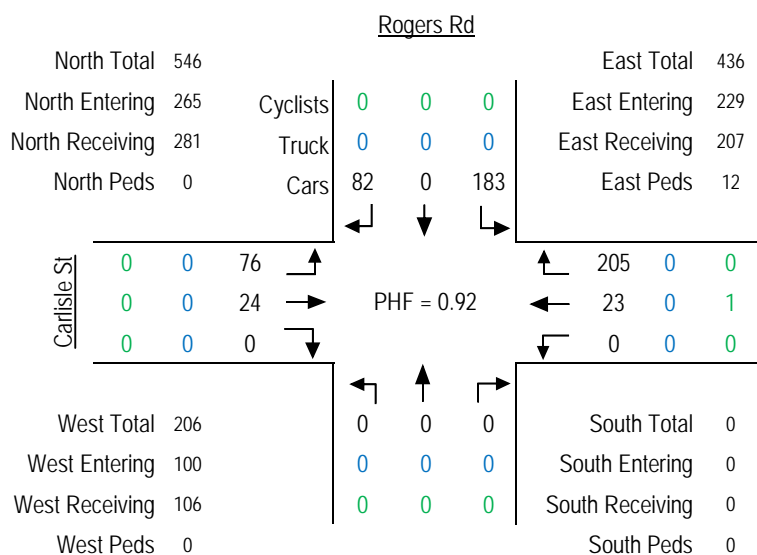 Rogers Rd
North Total 546
East Total 436
North Entering 265
Cyclists 0 0 0
East Entering 229
North Receiving 281
Truck 0 0 0
East Receiving 207
North Peds 0
Cars 82 0 183
East Peds 12
Carlisle St
0 0 76
205 0 0
0 0 24
PHF = 0.92
23 0 1
0 0 0
0 0 0
West Total 206
0 0 0
South Total 0
West Entering 100
0 0 0
South Entering 0
West Receiving 106
0 0 0
South Receiving 0
West Peds 0
South Peds 0